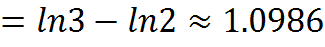 = ln3 − ln2 ≈ 1.0986